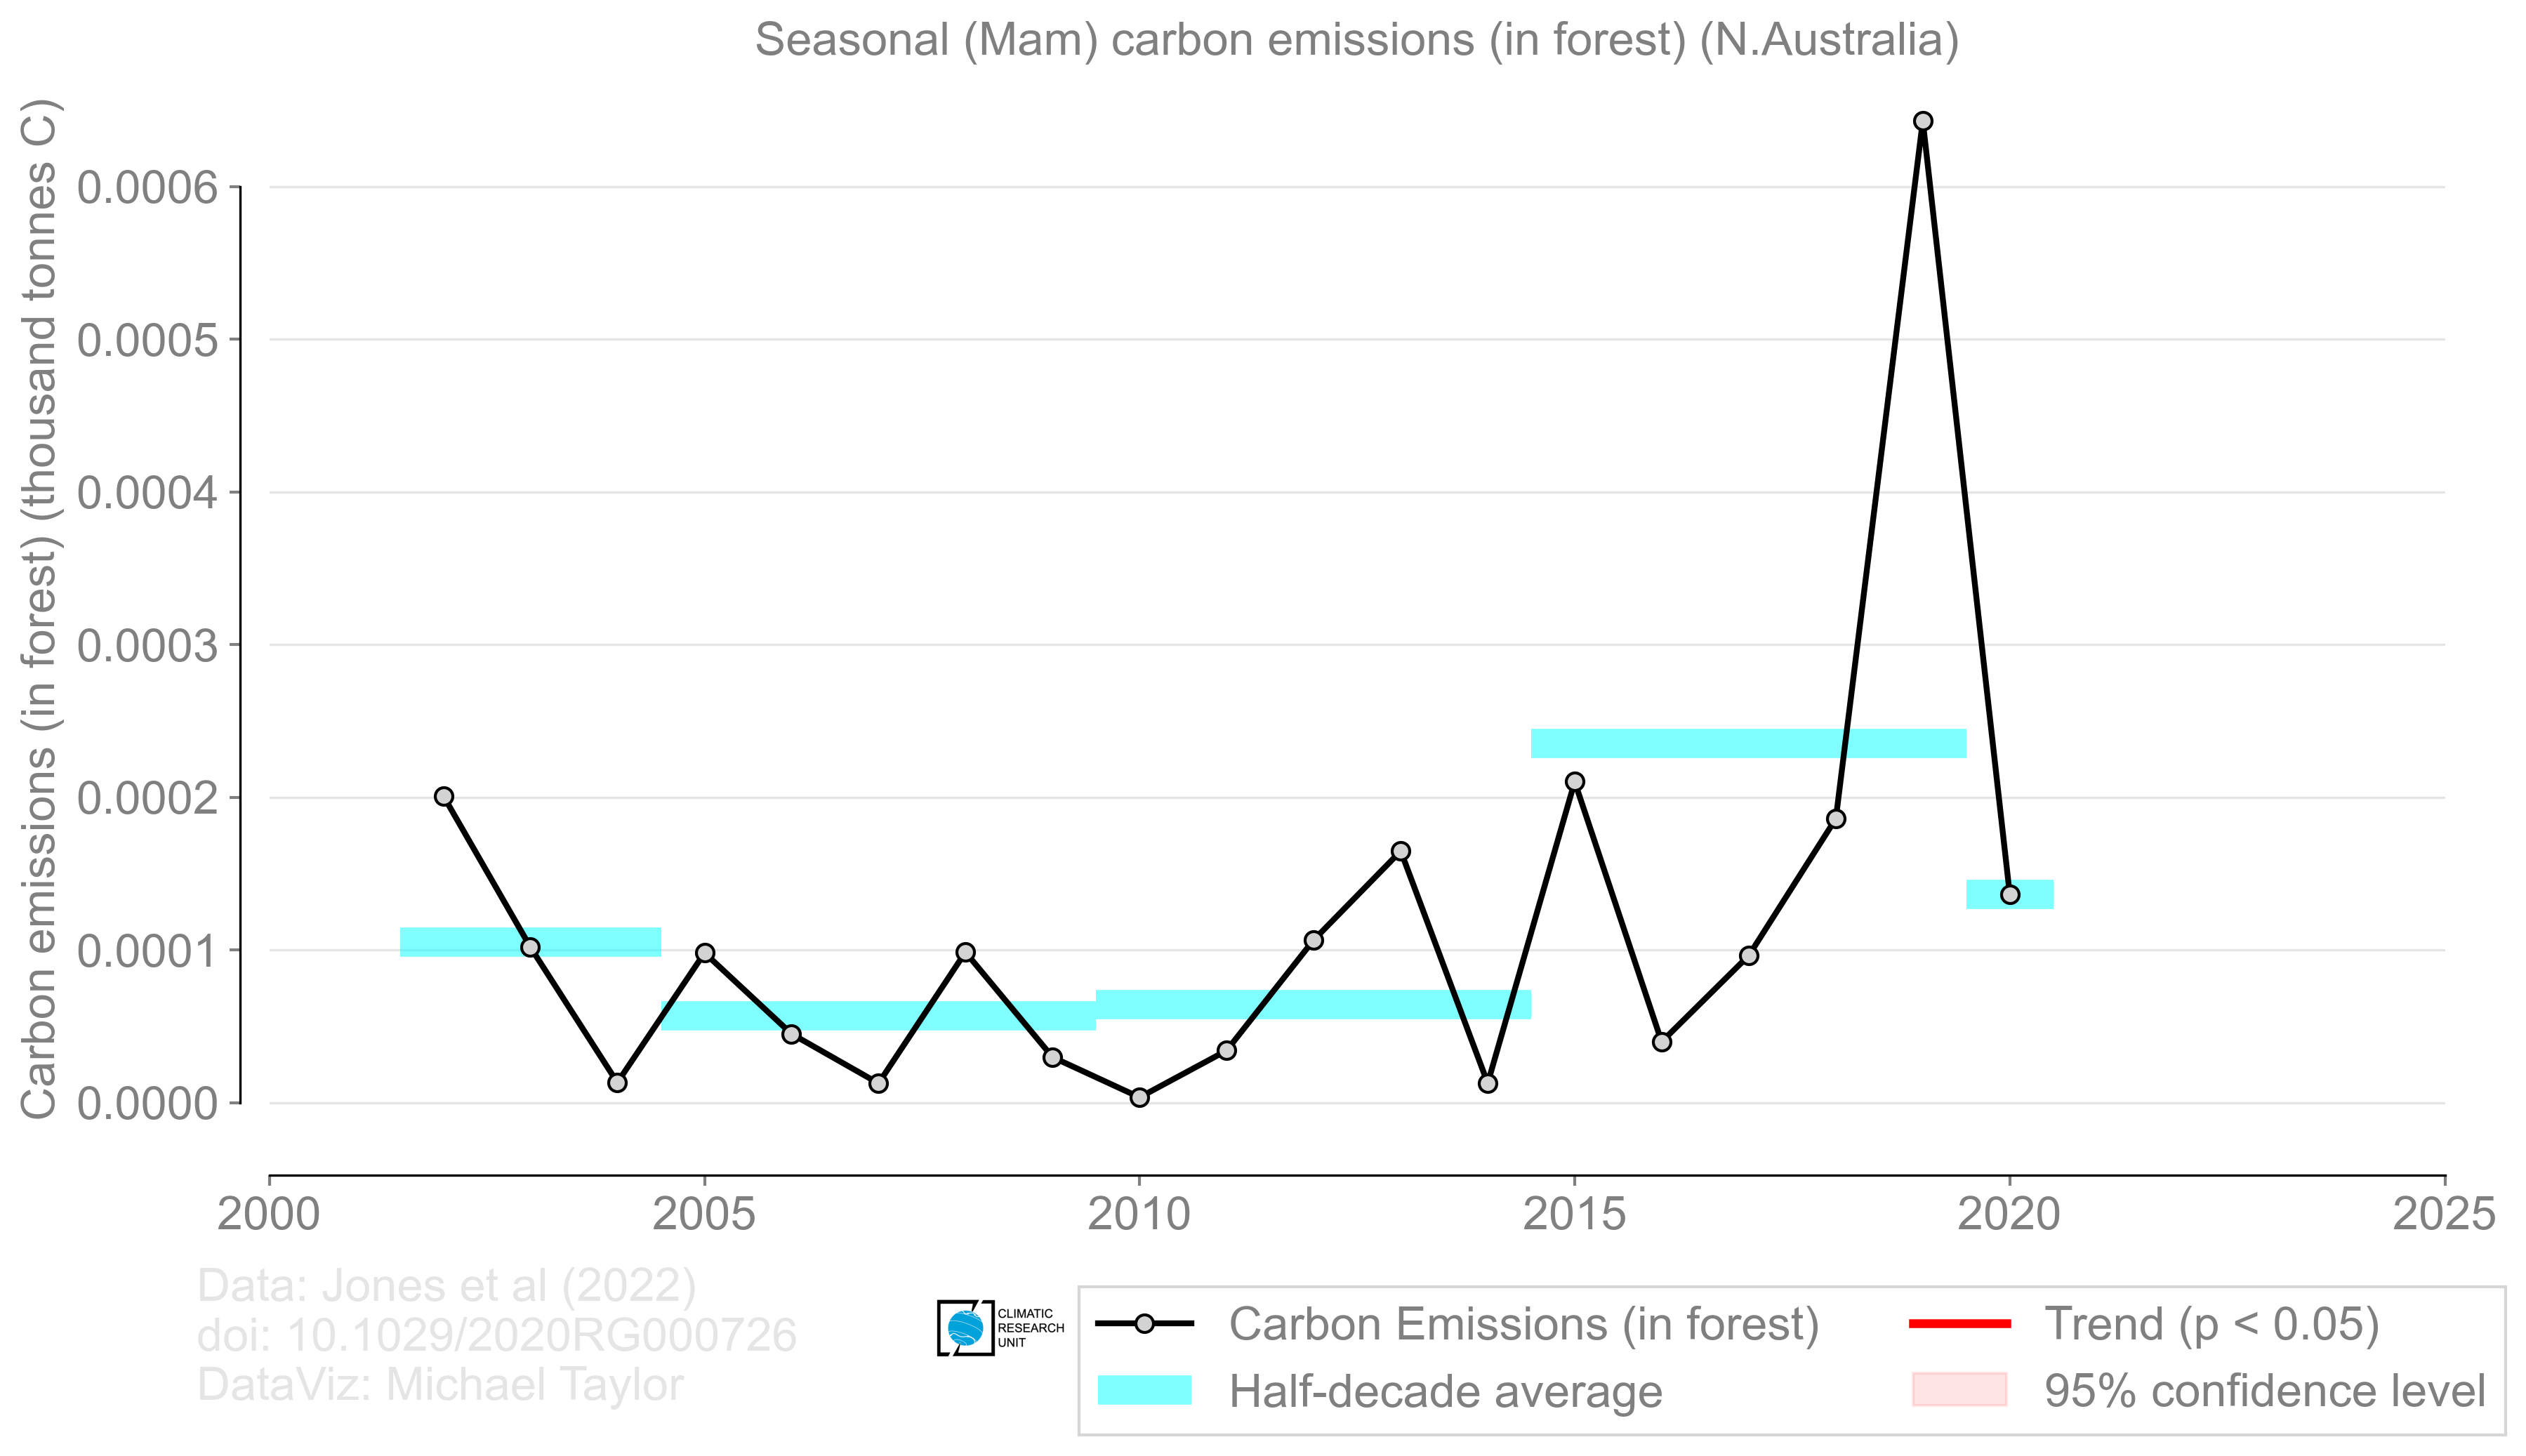 Seasonal (Mam) carbon emissions (in forest) (N.Australia)
Carbon emissions (in forest) (thousand tonnes C)
0.0006
0.0005
0.0004
0.0003
0.0002
0.0001
0.0000
2000
2005
2010
2015
2020
2025
Data: Jones et al (2022)
doi: 10.1029/2020RG000726
DataViz: Michael Taylor
CLIMATIC
RESEARCH
UNIT
Carbon Emissions (in forest)
Half-decade average
Trend (p < 0.05)
95% confidence level